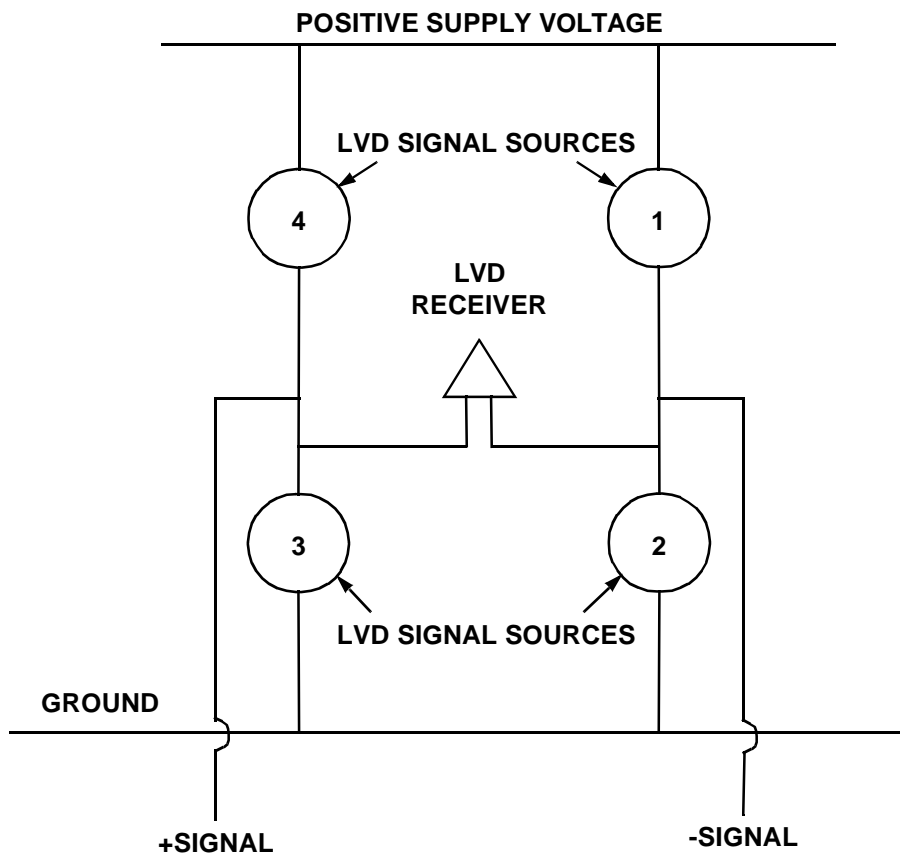 POSITIVE SUPPLY VOLTAGE
LVD SIGNAL SOURCES
4
1
LVD
RECEIVER
3
2
LVD SIGNAL SOURCES
GROUND
+SIGNAL
-SIGNAL